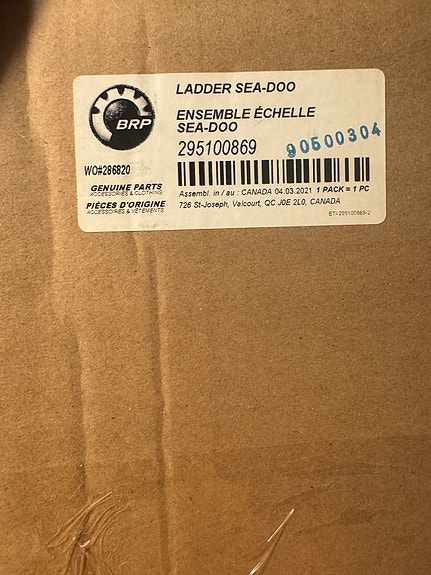 BRP
LADDER SEA-DOO
ENSEMBLE ÉCHELLE
SEA-DOO
295100869
90500304
WO#286820
GENUINE PARTS
ACCESSORIES & CLOTHING
PIÈCES D'ORIGINE
ACCESSOIRES & VÊTEMENTS
Assembl. in / au : CANADA 04.03.2021 1 PACK = 1 PC
726 St-Joseph, Valcourt, QC J0E 2L0, CANADA
ETI-295100869-2